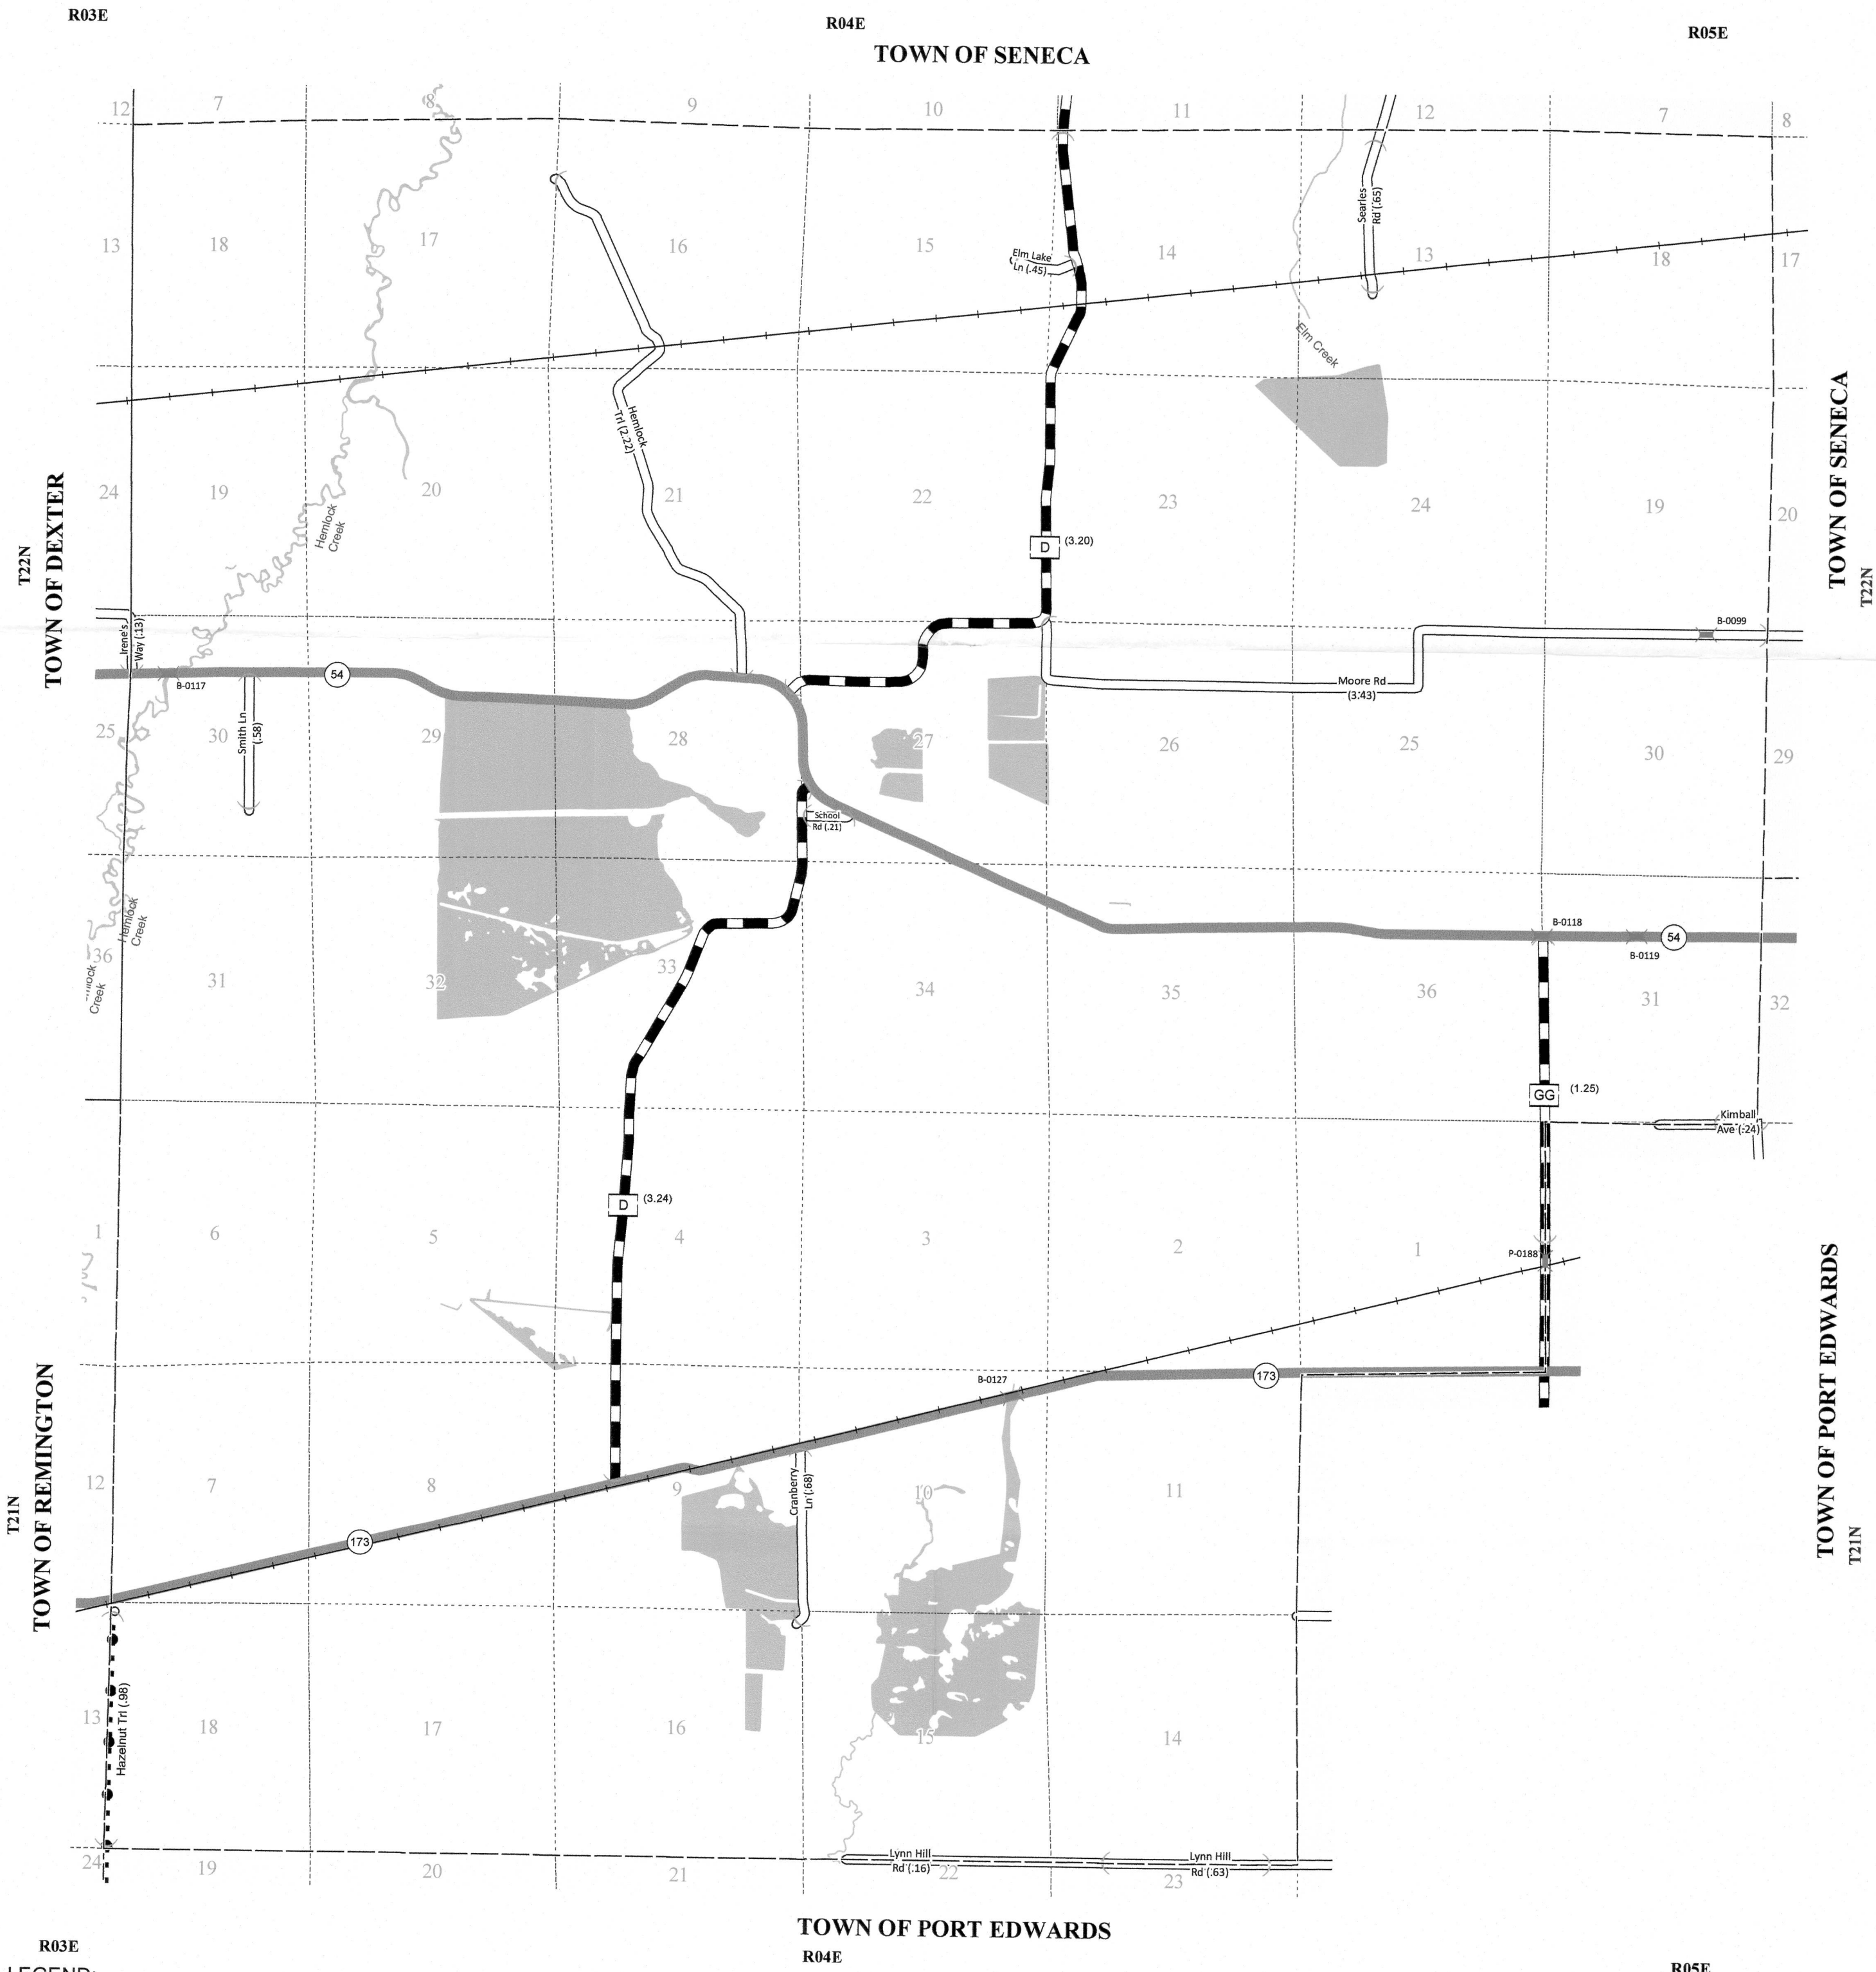 R03E
R04E
R05E
TOWN OF SENECA
12
7
8
9
10
11
12
7
8
13
18
17
16
15
14
13
18
17
Searles
Rd (.65)
Elm Lake
Ln (.45)
Elm Creek
Hemlock
Trl (2.22)
TOWN OF DEXTER
T22N
TOWN OF SENECA
T22N
24
19
20
21
22
23
24
19
20
Hemlock
Creek
D
(3.20)
Irene's
Way (.13)
B-0099
54
B-0117
Moore Rd
(3.43)
Smith Ln
(.58)
25
30
29
28
27
26
25
30
29
School
Rd (.21)
Hemlock
Creek
B-0118
54
B-0119
36
31
32
33
34
35
36
31
32
Creek
GG
(1.25)
Kimball
Ave (.24)
D
(3.24)
1
6
5
4
3
2
1
P-0188
TOWN OF REMINGTON
T21N
TOWN OF PORT EDWARDS
T21N
173
B-0127
12
7
8
9
10
11
Cranberry
Ln (.68)
173
Hazelnut Trl (.98)
13
18
17
16
15
14
24
19
20
21
22
23
Lynn Hill
Rd (.16)
Lynn Hill
Rd (.63)
TOWN OF PORT EDWARDS
R03E
R04E
R05E
LEGEND: